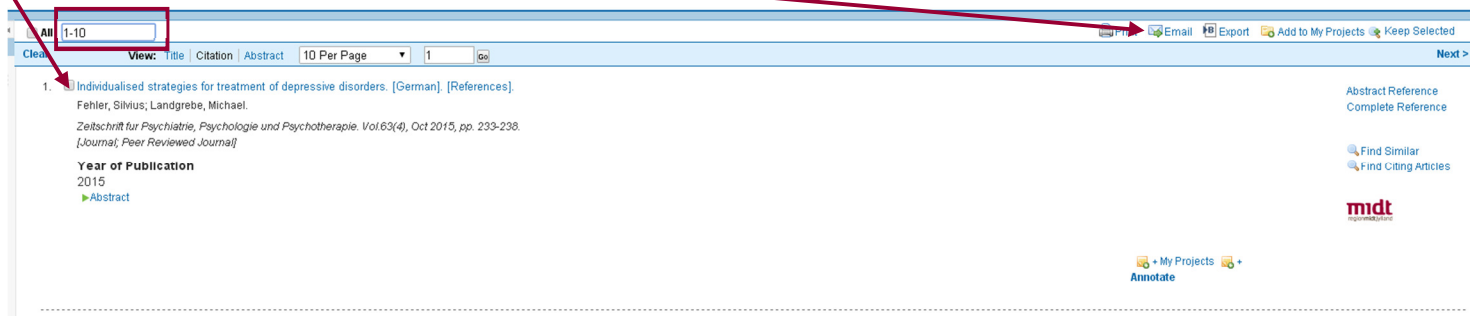 All 1-10 Print Email Export Add to My Projects Keep Selected
Clear View: Title | Citation | Abstract 10 Per Page 1 Go Next >
1. Individualised strategies for treatment of depressive disorders. [German]. [References].
Fehler, Silvius; Landgrebe, Michael.
Zeitschrift fur Psychiatrie, Psychologie und Psychotherapie. Vol.63(4), Oct 2015, pp. 233-238.
[Journal; Peer Reviewed Journal]
Year of Publication
2015
▶Abstract
Abstract Reference
Complete Reference
Find Similar
Find Citing Articles
midt
regionmidtjylland
+ My Projects +
Annotate